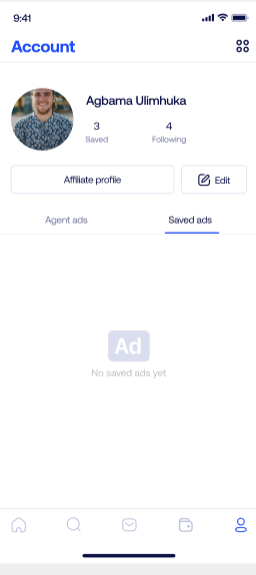 9:41
Account
Agbama Ulimhuka
3 4
Saved Following
Affiliate profile Edit
Agent ads Saved ads
Ad
No saved ads yet